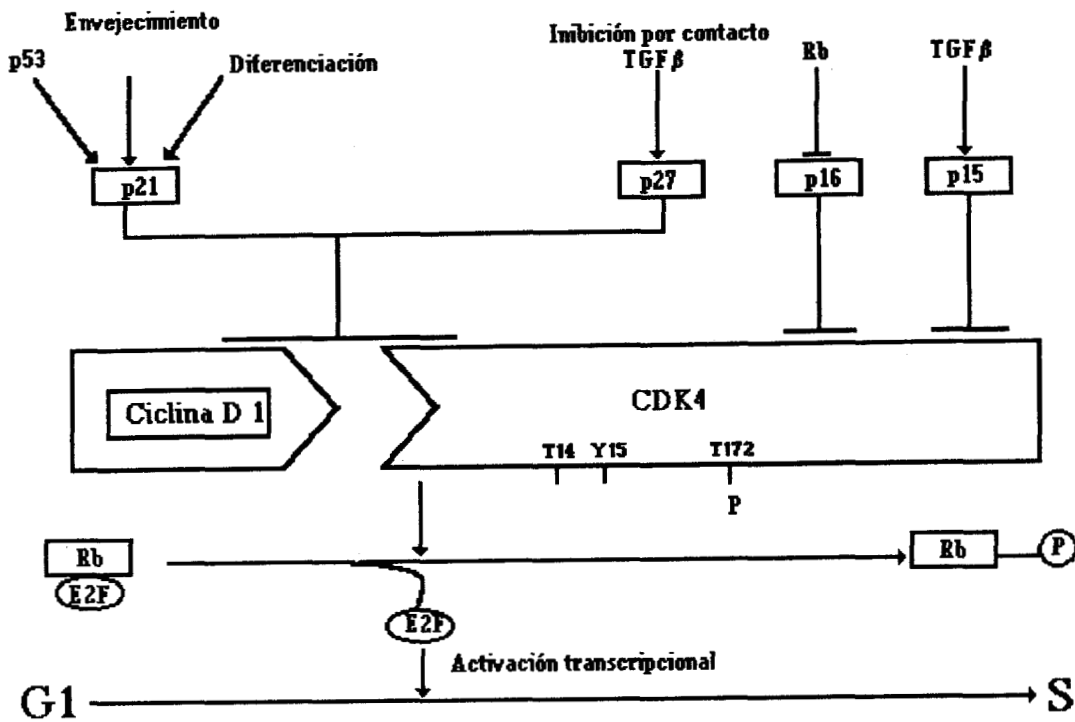 Envejecimiento
p53
Diferenciación
Inibición por contacto
TGFβ
Rb
TGFβ
p21
p27
p16
p15
Ciclina D 1
CDK4
T14 Y15 T172
P
Rb
E2F
Rb
P
E2F
Activación transcripcional
G1
S